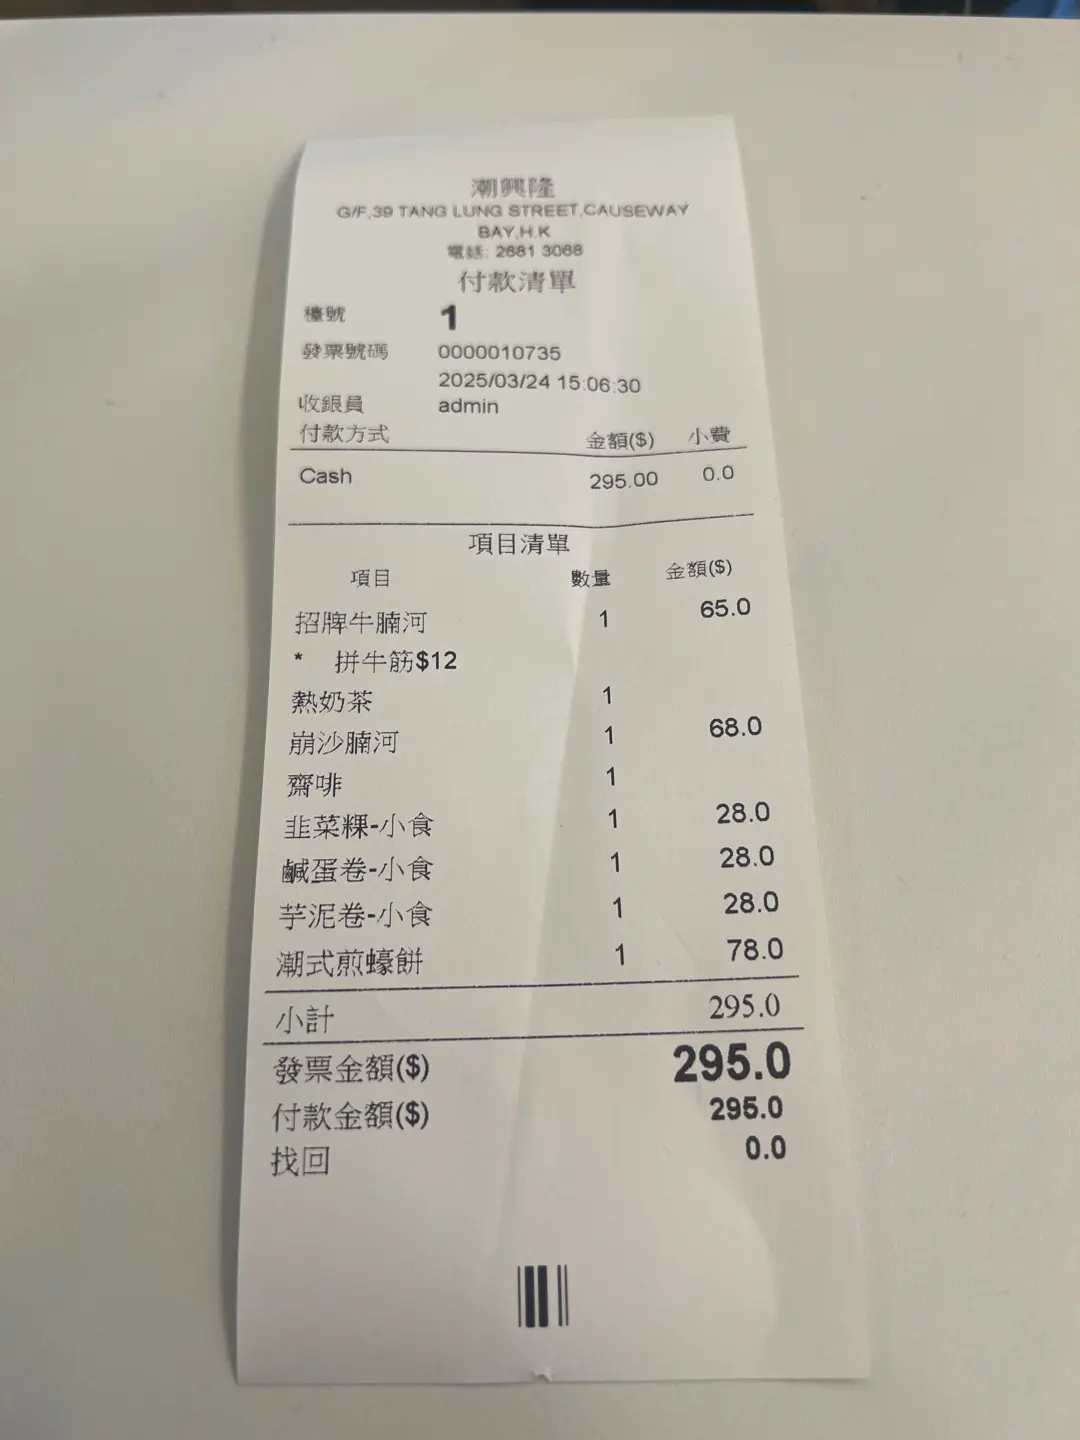 潮興隆
G/F,39 TANG LUNG STREET,CAUSEWAY
BAY,H.K
電話: 2681 3068
付款清單
檯號 1
發票號碼 0000010735
2025/03/24 15:06:30
收銀員 admin
付款方式 金額($) 小費
Cash 295.00 0.0
項目清單
項目 數量 金額($)
招牌牛腩河 1 65.0
* 拼牛筋$12
熱奶茶 1
崩沙腩河 1 68.0
齋啡 1
韭菜粿-小食 1 28.0
鹹蛋卷-小食 1 28.0
芋泥卷-小食 1 28.0
潮式煎蠔餅 1 78.0
小計 295.0
發票金額($) 295.0
付款金額($) 295.0
找回 0.0